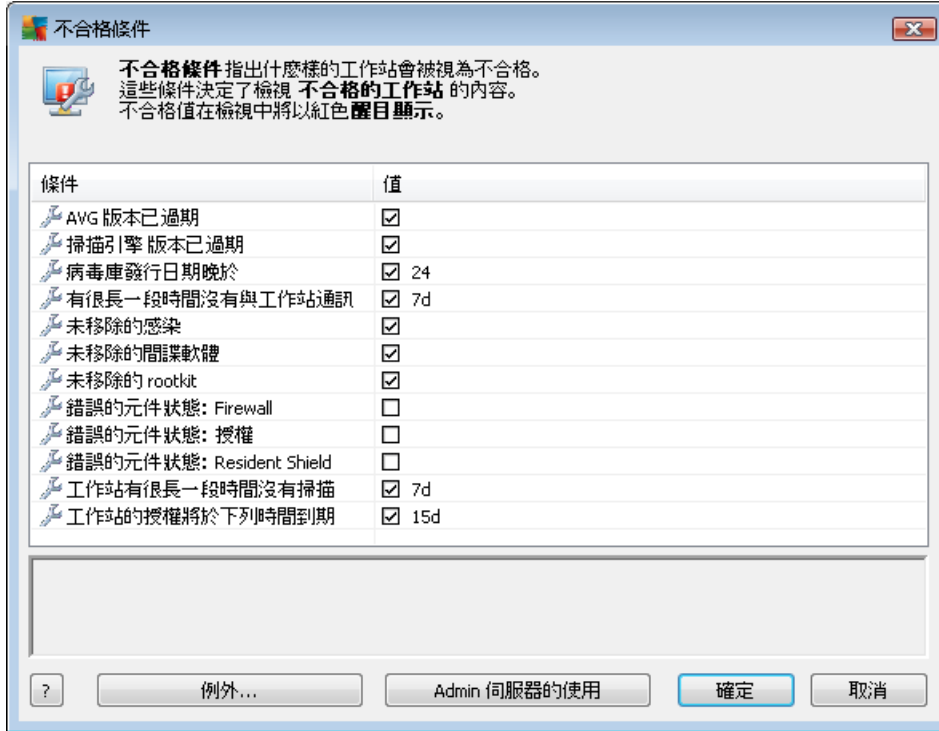 不合格條件
不合格條件指出什麼樣的工作站會被視為不合格。
這些條件決定了檢視 不合格的工作站 的內容。
不合格值在檢視中將以紅色醒目顯示。
條件 值
AVG 版本已過期
掃描引擎 版本已過期
病毒庫發行日期晚於 24
有很長一段時間沒有與工作站通訊 7d
未移除的感染
未移除的間諜軟體
未移除的 rootkit
錯誤的元件狀態: Firewall
錯誤的元件狀態: 授權
錯誤的元件狀態: Resident Shield
工作站有很長一段時間沒有掃描 7d
工作站的授權將於下列時間到期 15d
? 例外... Admin 伺服器的使用 確定 取消